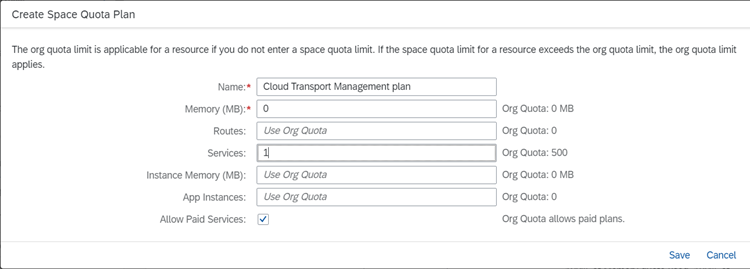 Create Space Quota Plan
The org quota limit is applicable for a resource if you do not enter a space quota limit. If the space quota limit for a resource exceeds the org quota limit, the org quota limit
applies.
Name:* Cloud Transport Management plan
Memory (MB):* 0 Org Quota: 0 MB
Routes: Use Org Quota Org Quota: 0
Services: 1 Org Quota: 500
Instance Memory (MB): Use Org Quota Org Quota: 0 MB
App Instances: Use Org Quota Org Quota: 0
Allow Paid Services: Org Quota allows paid plans.
Save Cancel